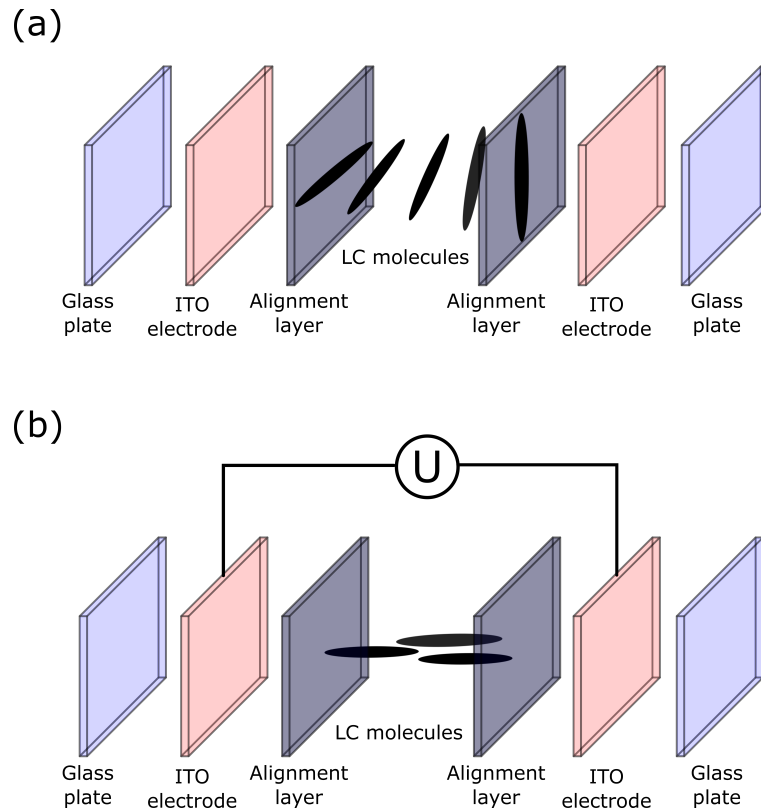 (a)
LC molecules
Glass
plate
ITO
electrode
Alignment
layer
Alignment
layer
ITO
electrode
Glass
plate
(b)
U
LC molecules
Glass
plate
ITO
electrode
Alignment
layer
Alignment
layer
ITO
electrode
Glass
plate